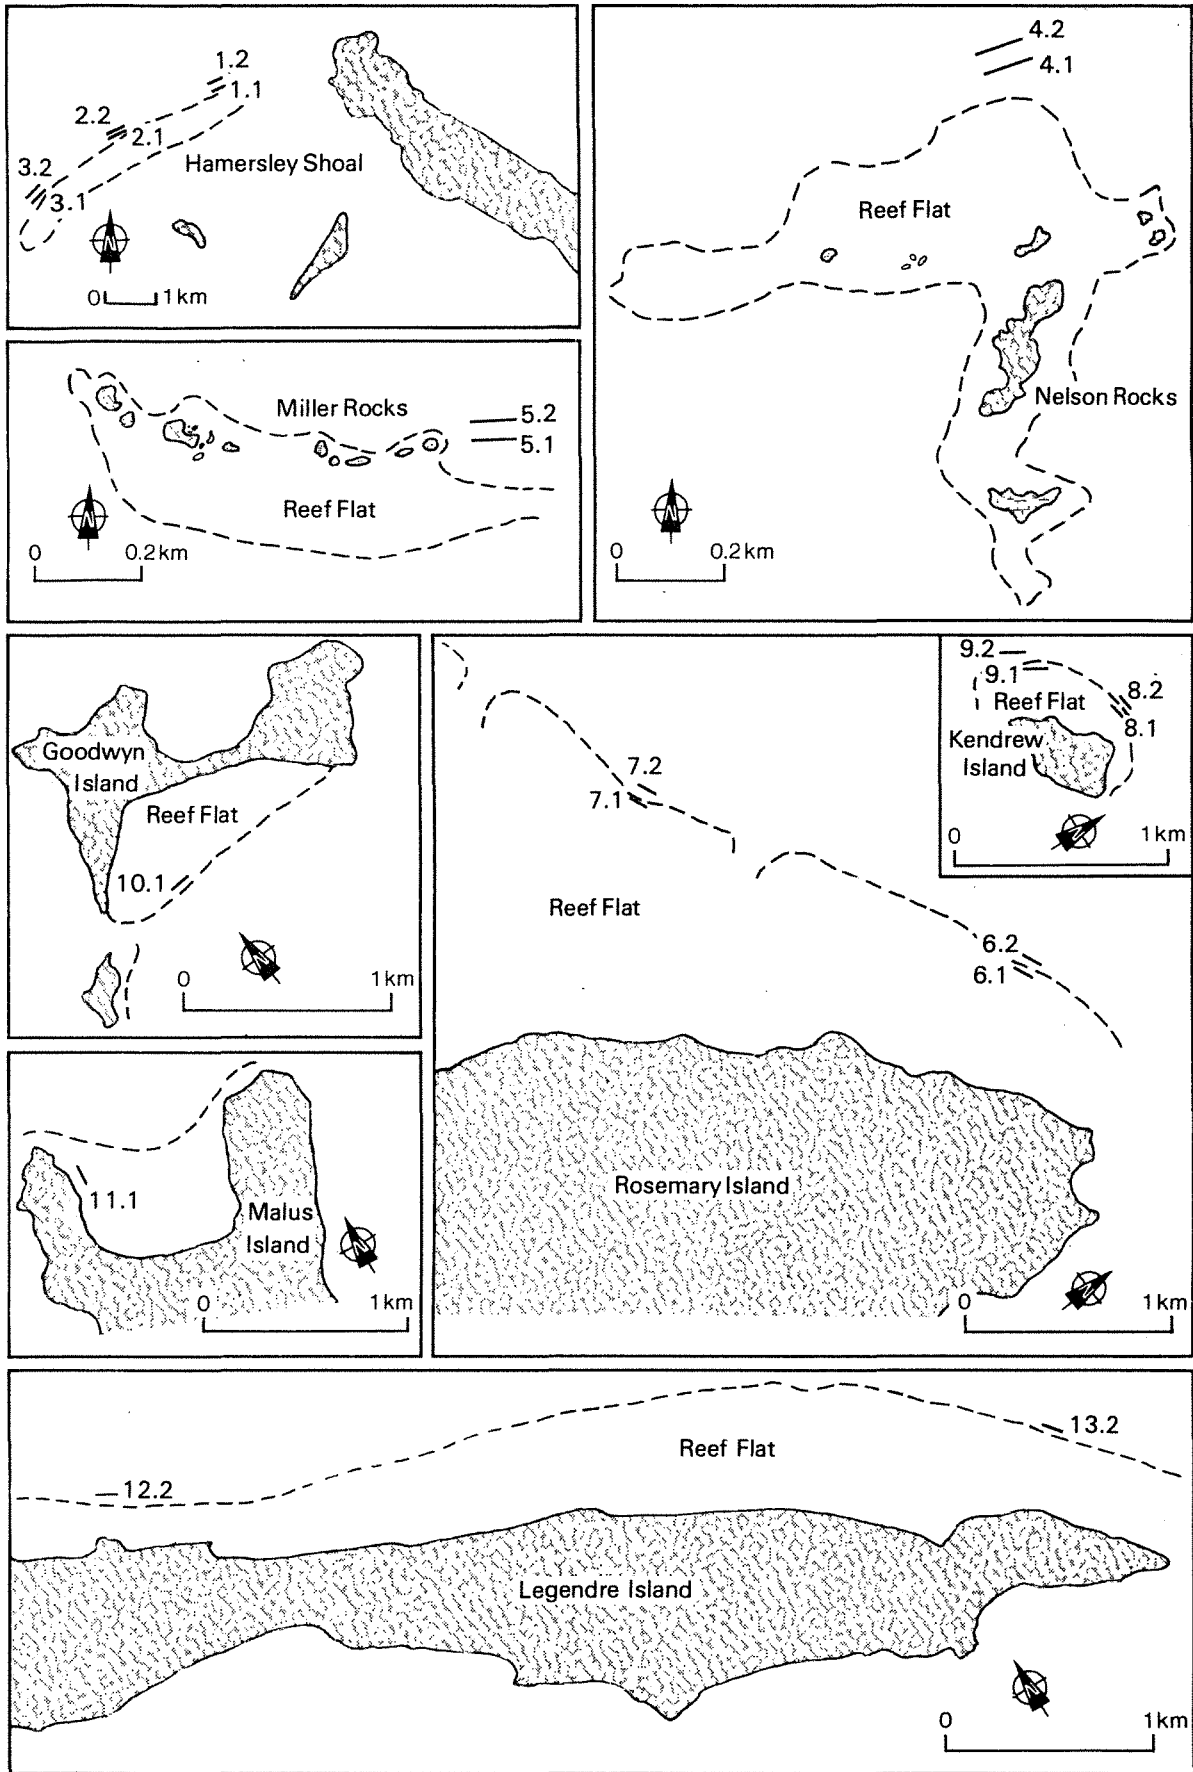 1.2
1.1
2.2
2.1
3.2
3.1
Hamersley Shoal
N
0 1 km
4.2
4.1
Reef Flat
Nelson Rocks
N
0 0.2 km
Miller Rocks
5.2
5.1
Reef Flat
N
0 0.2 km
Goodwyn
Island
Reef Flat
10.1
N
0 1 km
7.2
7.1
Reef Flat
6.2
6.1
Rosemary Island
N
0 1 km
9.2
9.1
8.2
Reef Flat
8.1
Kendrew
Island
N
0 1 km
11.1
Malus
Island
N
0 1 km
13.2
Reef Flat
12.2
Legendre Island
N
0 1 km